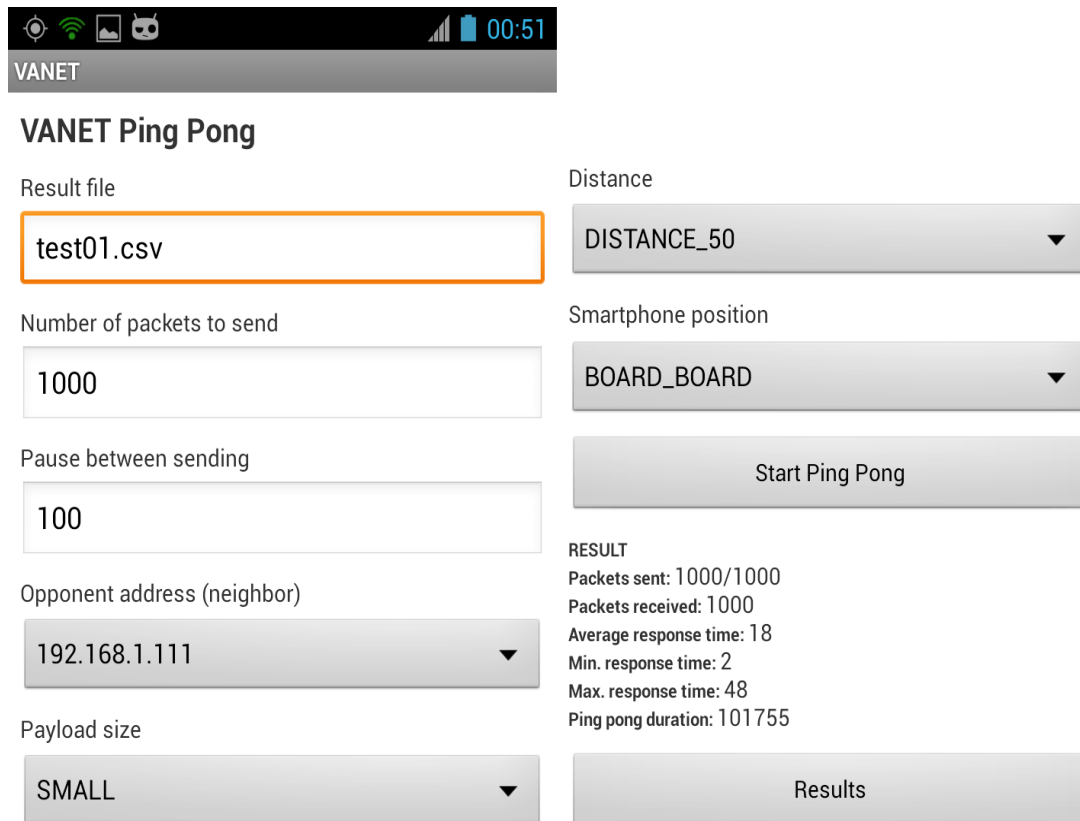 00:51
VANET
VANET Ping Pong
Result file
test01.csv
Number of packets to send
1000
Pause between sending
100
Opponent address (neighbor)
192.168.1.111
Payload size
SMALL
Distance
DISTANCE_50
Smartphone position
BOARD_BOARD
Start Ping Pong
RESULT
Packets sent: 1000/1000
Packets received: 1000
Average response time: 18
Min. response time: 2
Max. response time: 48
Ping pong duration: 101755
Results